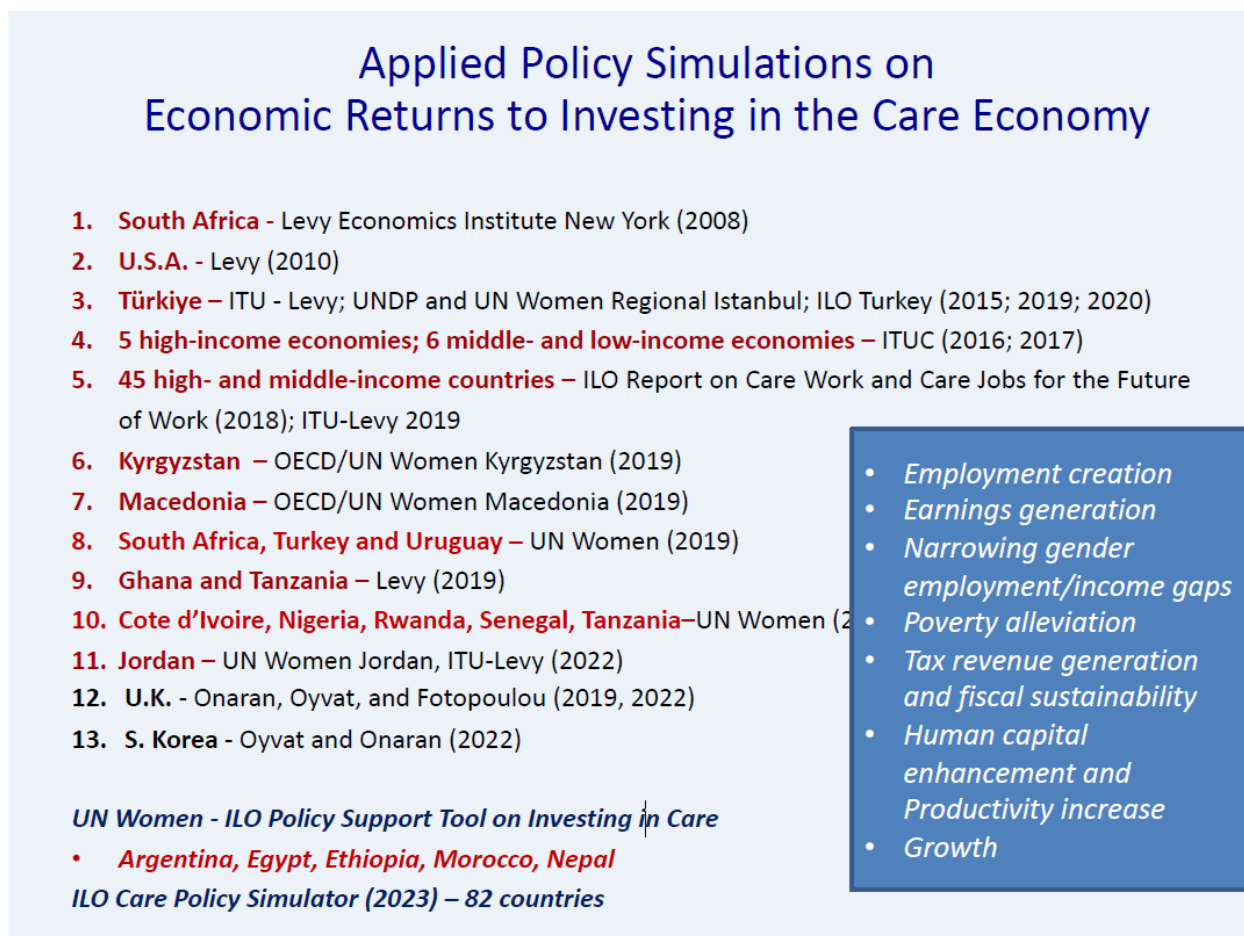 Applied Policy Simulations on
Economic Returns to Investing in the Care Economy
1. South Africa - Levy Economics Institute New York (2008)
2. U.S.A. - Levy (2010)
3. Türkiye – ITU - Levy; UNDP and UN Women Regional Istanbul; ILO Turkey (2015; 2019; 2020)
4. 5 high-income economies; 6 middle- and low-income economies – ITUC (2016; 2017)
5. 45 high- and middle-income countries – ILO Report on Care Work and Care Jobs for the Future
of Work (2018); ITU-Levy 2019
6. Kyrgyzstan – OECD/UN Women Kyrgyzstan (2019)
7. Macedonia – OECD/UN Women Macedonia (2019)
8. South Africa, Turkey and Uruguay – UN Women (2019)
9. Ghana and Tanzania – Levy (2019)
10. Cote d’Ivoire, Nigeria, Rwanda, Senegal, Tanzania–UN Women (2
11. Jordan – UN Women Jordan, ITU-Levy (2022)
12. U.K. - Onaran, Oyvat, and Fotopoulou (2019, 2022)
13. S. Korea - Oyvat and Onaran (2022)
UN Women - ILO Policy Support Tool on Investing in Care
• Argentina, Egypt, Ethiopia, Morocco, Nepal
ILO Care Policy Simulator (2023) – 82 countries
• Employment creation
• Earnings generation
• Narrowing gender
employment/income gaps
• Poverty alleviation
• Tax revenue generation
and fiscal sustainability
• Human capital
enhancement and
Productivity increase
• Growth